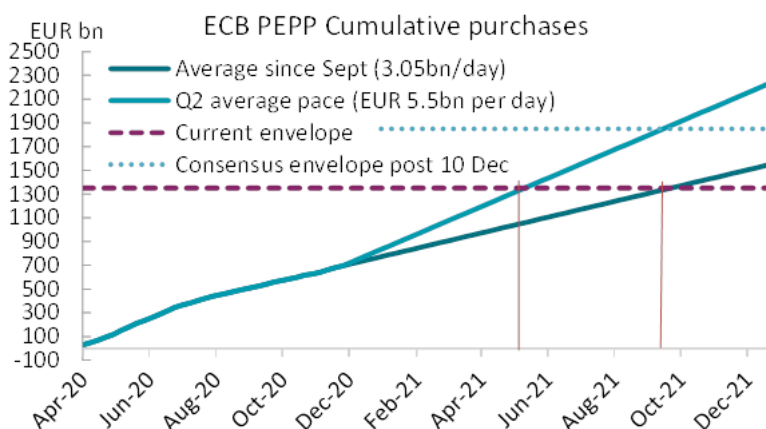 ECB PEPP Cumulative purchases
EUR bn
2500
2300
2100
1900
1700
1500
1300
1100
900
700
500
300
100
-100
Average since Sept (3.05bn/day)
Q2 average pace (EUR 5.5bn per day)
Current envelope
Consensus envelope post 10 Dec
Apr-20
Jun-20
Aug-20
Oct-20
Dec-20
Feb-21
Apr-21
Jun-21
Aug-21
Oct-21
Dec-21